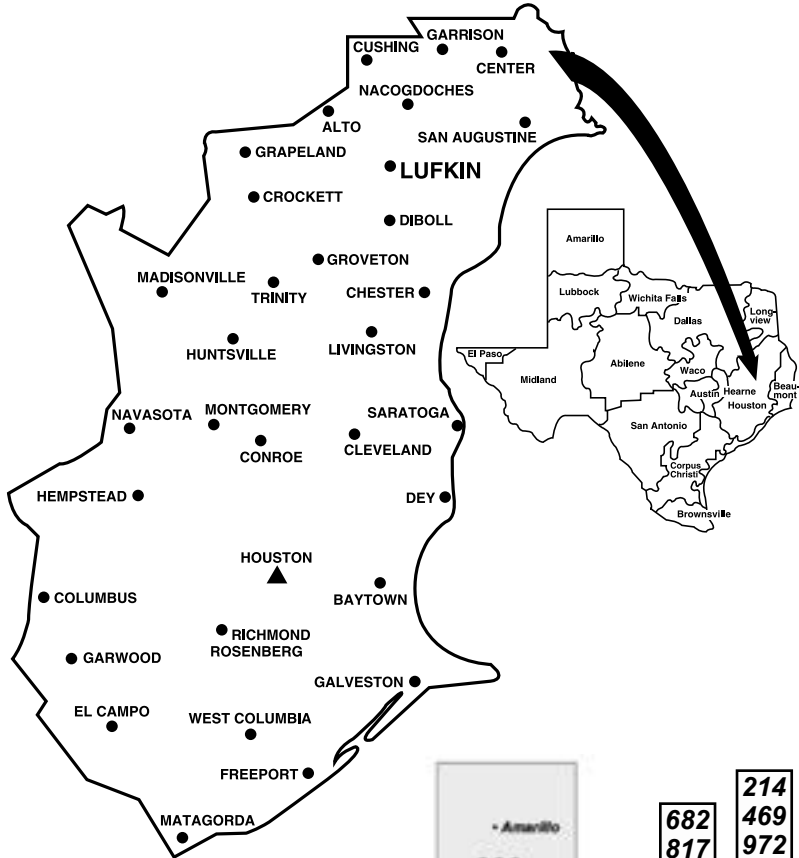 GARRISON
CUSHING
CENTER
NACOGDOCHES
ALTO
SAN AUGUSTINE
GRAPELAND
LUFKIN
CROCKETT
DIBOLL
GROVETON
MADISONVILLE
TRINITY
CHESTER
HUNTSVILLE
LIVINGSTON
NAVASOTA
MONTGOMERY
SARATOGA
CONROE
CLEVELAND
HEMPSTEAD
DEY
HOUSTON
COLUMBUS
BAYTOWN
RICHMOND
ROSENBERG
GARWOOD
GALVESTON
EL CAMPO
WEST COLUMBIA
FREEPORT
MATAGORDA
Amarillo
Lubbock
Wichita Falls
Dallas
Long-
view
El Paso
Midland
Abilene
Waco
Austin
Hearne
Houston
Beau-
mont
San Antonio
Corpus
Christi
Brownsville
• Amarillo
682
817
214
469
972